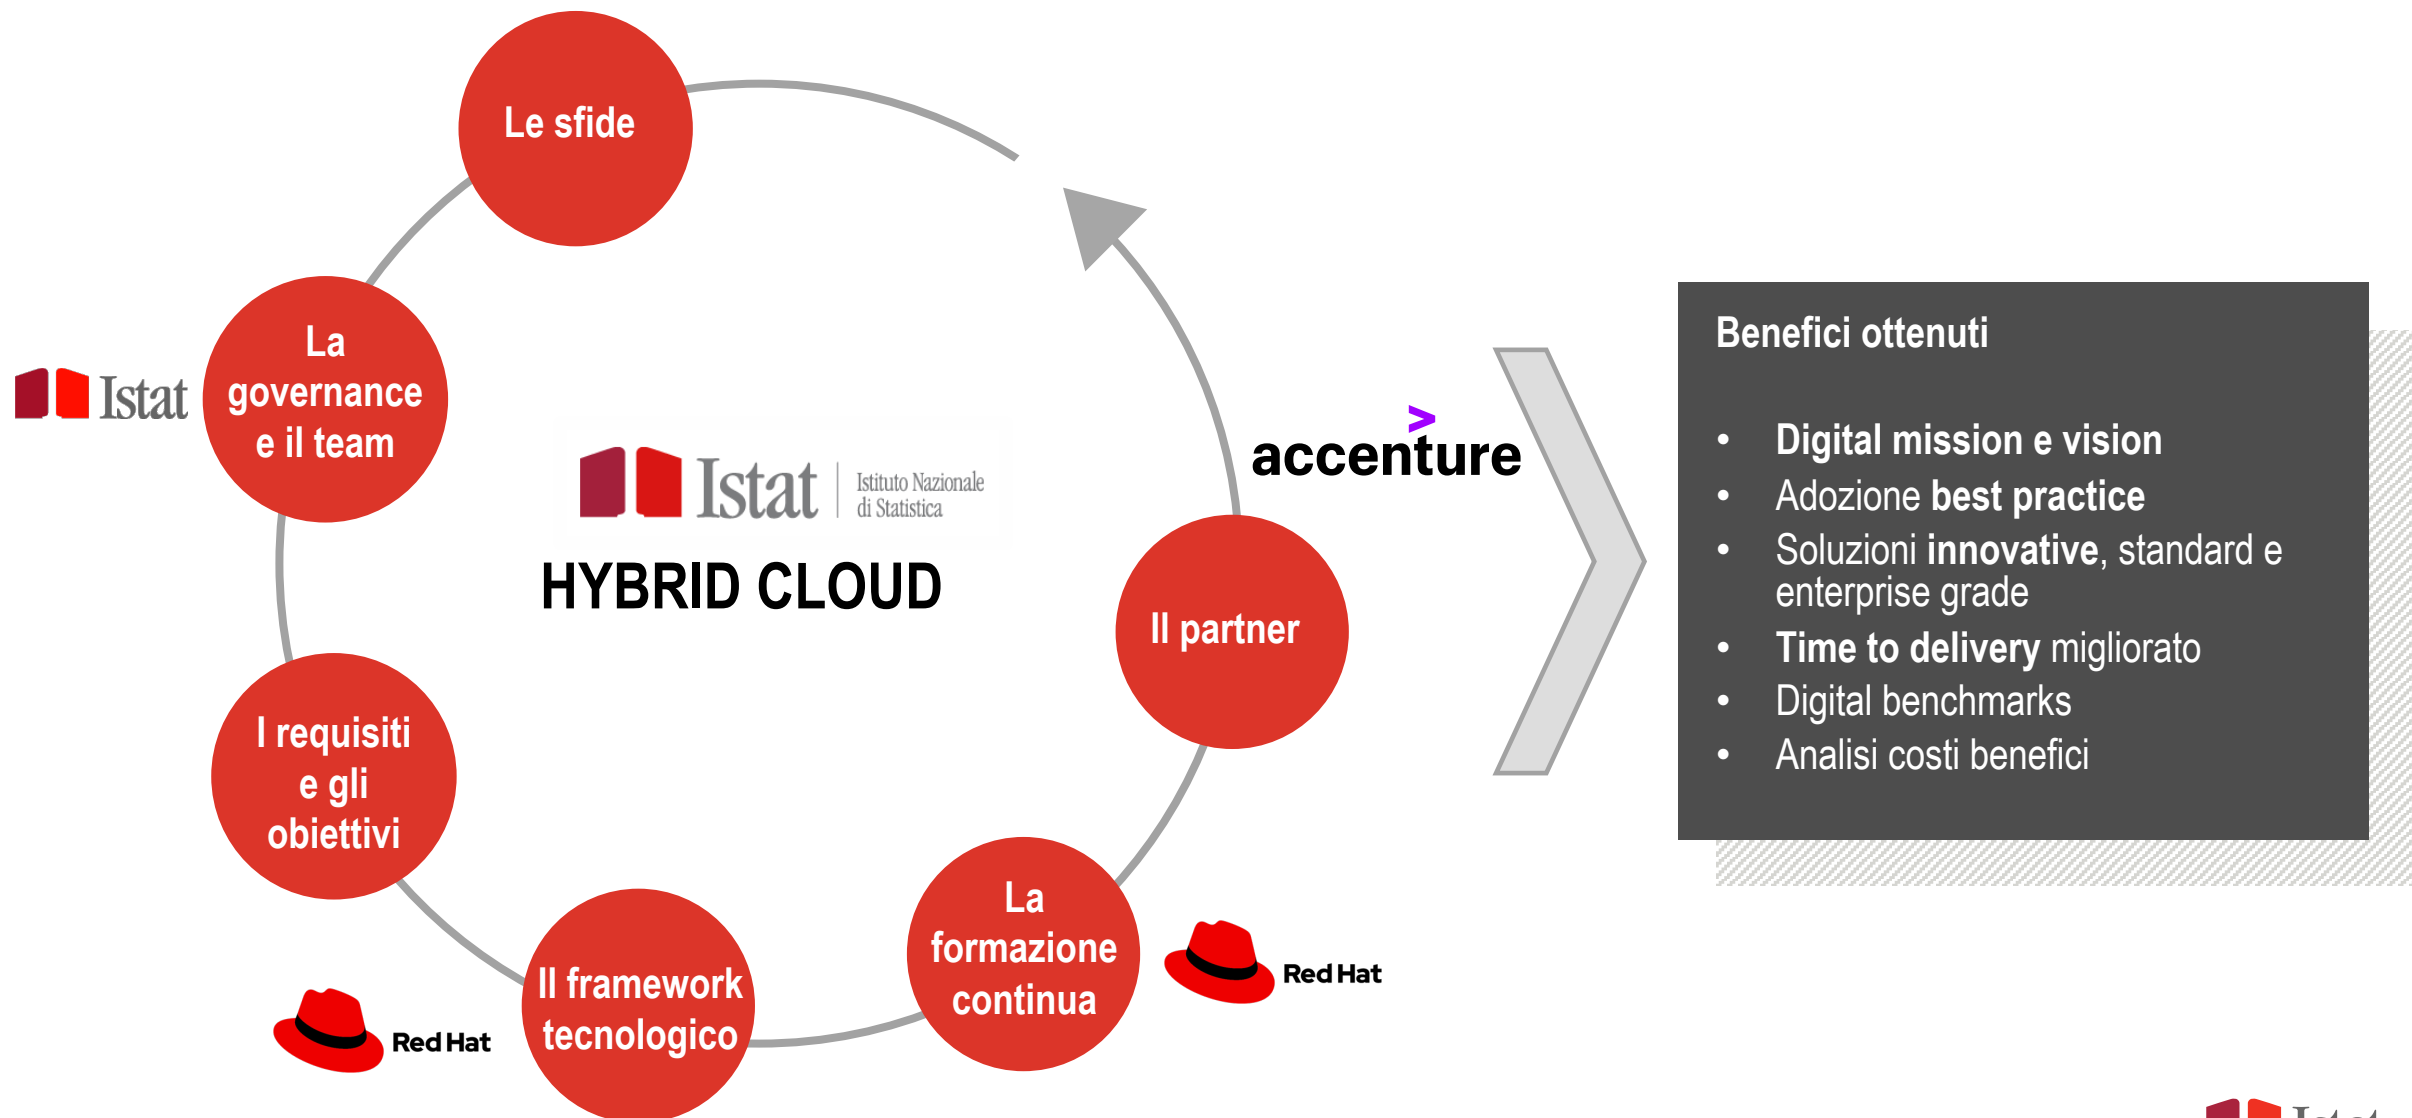 Le sfide
La
governance
e il team
Istat
Istat
Istituto Nazionale
di Statistica
HYBRID CLOUD
accenture
Il partner
I requisiti
e gli
obiettivi
Il framework
tecnologico
Red Hat
La
formazione
continua
Red Hat
Benefici ottenuti
• Digital mission e vision
• Adozione best practice
• Soluzioni innovative, standard e
enterprise grade
• Time to delivery migliorato
• Digital benchmarks
• Analisi costi benefici
Istat